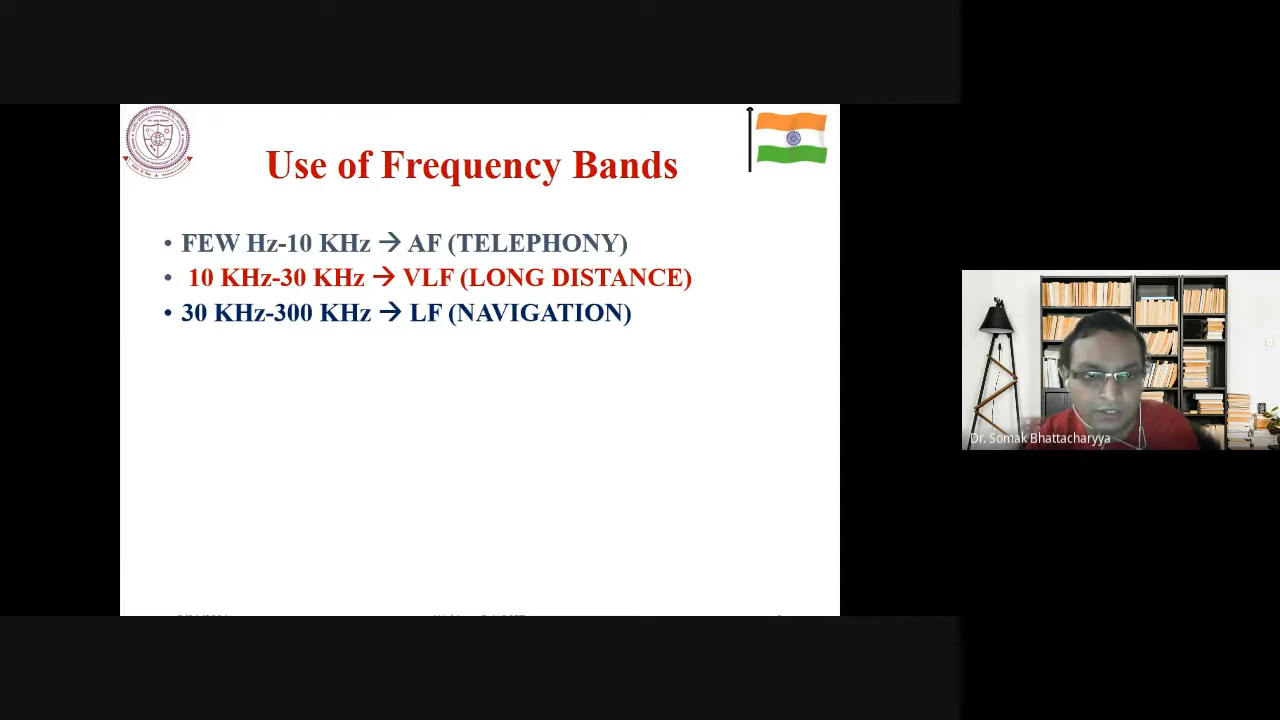 Use of Frequency Bands
• FEW Hz-10 KHz → AF (TELEPHONY)
• 10 KHz-30 KHz → VLF (LONG DISTANCE)
• 30 KHz-300 KHz → LF (NAVIGATION)
Dr. Somak Bhattacharyya